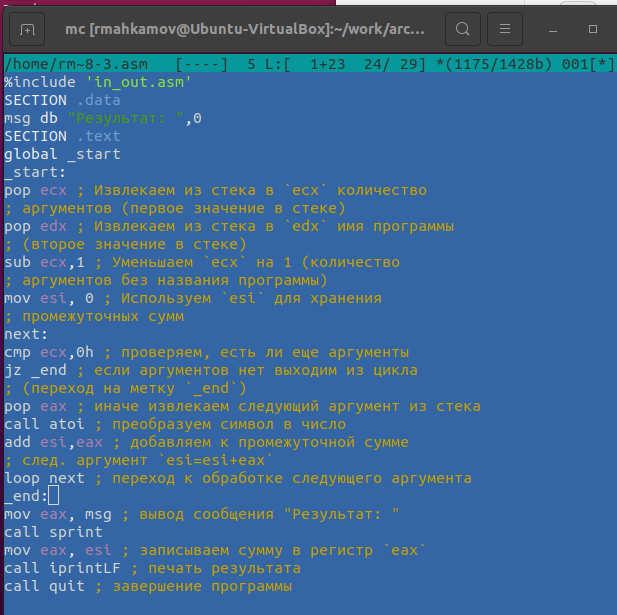 mc [rmahkamov@Ubuntu-VirtualBox]:~/work/arc...
/home/rm~8-3.asm   [----]  5 L:[  1+23  24/ 29] *(1175/1428b) 001[*]
%include 'in_out.asm'
SECTION .data
msg db "Результат: ",0
SECTION .text
global _start
_start:
pop ecx ; Извлекаем из стека в `ecx` количество
; аргументов (первое значение в стеке)
pop edx ; Извлекаем из стека в `edx` имя программы
; (второе значение в стеке)
sub ecx,1 ; Уменьшаем `ecx` на 1 (количество
; аргументов без названия программы)
mov esi, 0 ; Используем `esi` для хранения
; промежуточных сумм
next:
cmp ecx,0h ; проверяем, есть ли еще аргументы
jz _end ; если аргументов нет выходим из цикла
; (переход на метку `_end`)
pop eax ; иначе извлекаем следующий аргумент из стека
call atoi ; преобразуем символ в число
add esi,eax ; добавляем к промежуточной сумме
; след. аргумент `esi=esi+eax`
loop next ; переход к обработке следующего аргумента
_end:
mov eax, msg ; вывод сообщения "Результат: "
call sprint
mov eax, esi ; записываем сумму в регистр `eax`
call iprintLF ; печать результата
call quit ; завершение программы